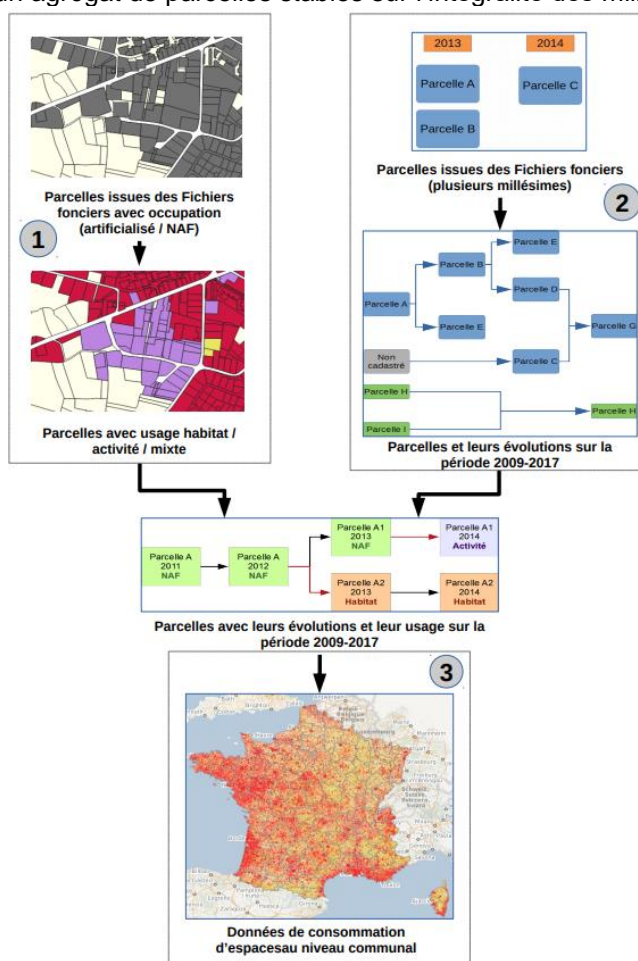 un agrégat de parcelles stables sur l'intégralité des
Parcelles issues des Fichiers
fonciers avec occupation
(artificialisé / NAF)
1
Parcelles avec usage habitat /
activité / mixte
2013
2014
Parcelle A
Parcelle C
Parcelle B
Parcelles issues des Fichiers fonciers
(plusieurs millésimes)
2
Parcelle E
Parcelle B
Parcelle D
Parcelle A
Parcelle G
Parcelle E
Non
cadastré
Parcelle C
Parcelle H
Parcelle H
Parcelle I
Parcelles et leurs évolutions sur la
période 2009-2017
Parcelle A
2011
NAF
Parcelle A
2012
NAF
Parcelle A1
2013
NAF
Parcelle A1
2014
Activité
Parcelle A2
2013
Habitat
Parcelle A2
2014
Habitat
Parcelles avec leurs évolutions et leur usage sur la
période 2009-2017
3
Données de consommation
d'espacesau niveau communal